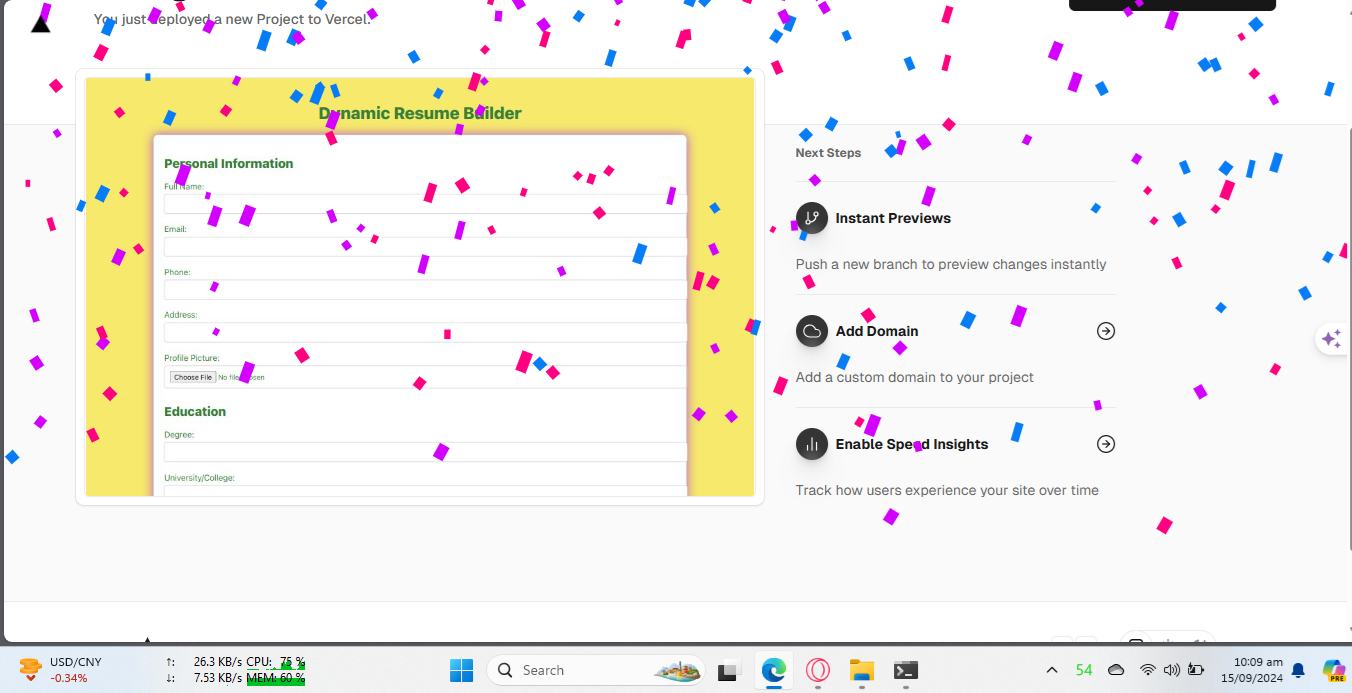 You just deployed a new Project to Vercel.
Dynamic Resume Builder
Personal Information
Full Name:
Email:
Phone:
Address:
Profile Picture:
Choose File No file chosen
Education
Degree:
University/College:
Next Steps
Instant Previews
Push a new branch to preview changes instantly
Add Domain
Add a custom domain to your project
Enable Speed Insights
Track how users experience your site over time
USD/CNY
-0.34%
↑: 26.3 KB/s CPU: 75 %
↓: 7.53 KB/s MEM: 60 %
Search
54
10:09 am
15/09/2024
PRE